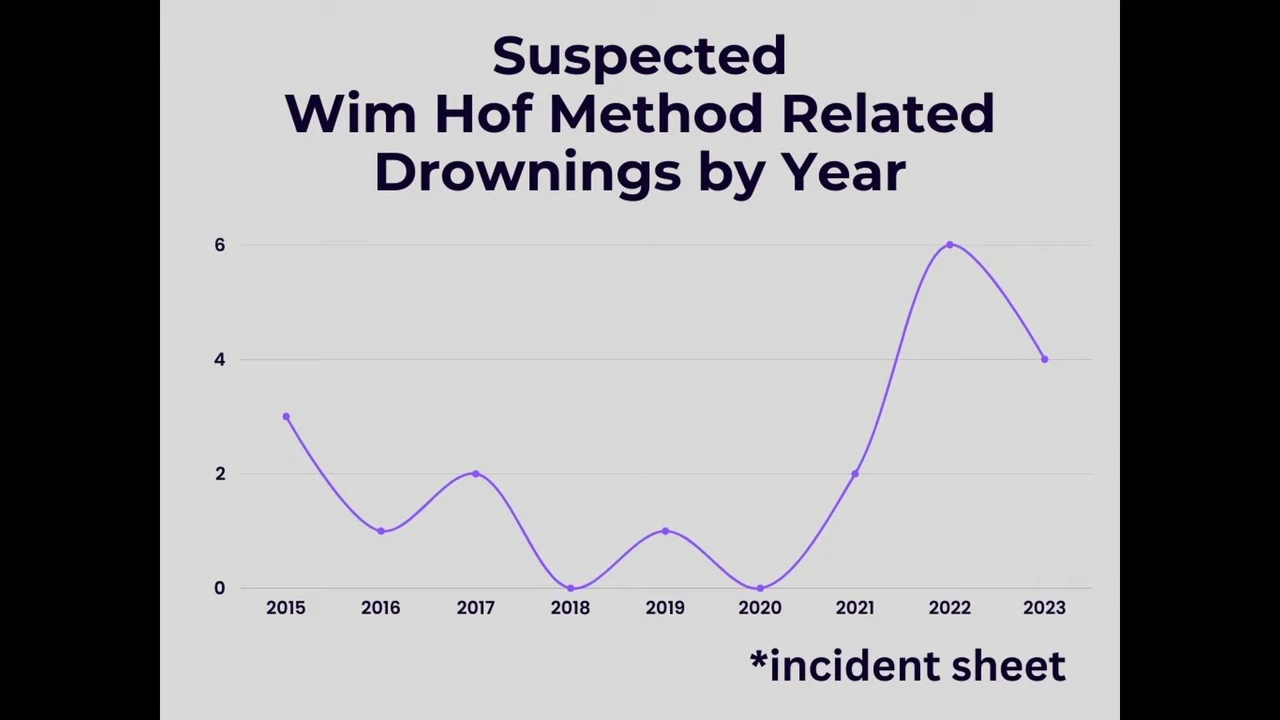 Suspected
Wim Hof Method Related
Drownings by Year
6
4
2
0
2015 2016 2017 2018 2019 2020 2021 2022 2023
*incident sheet